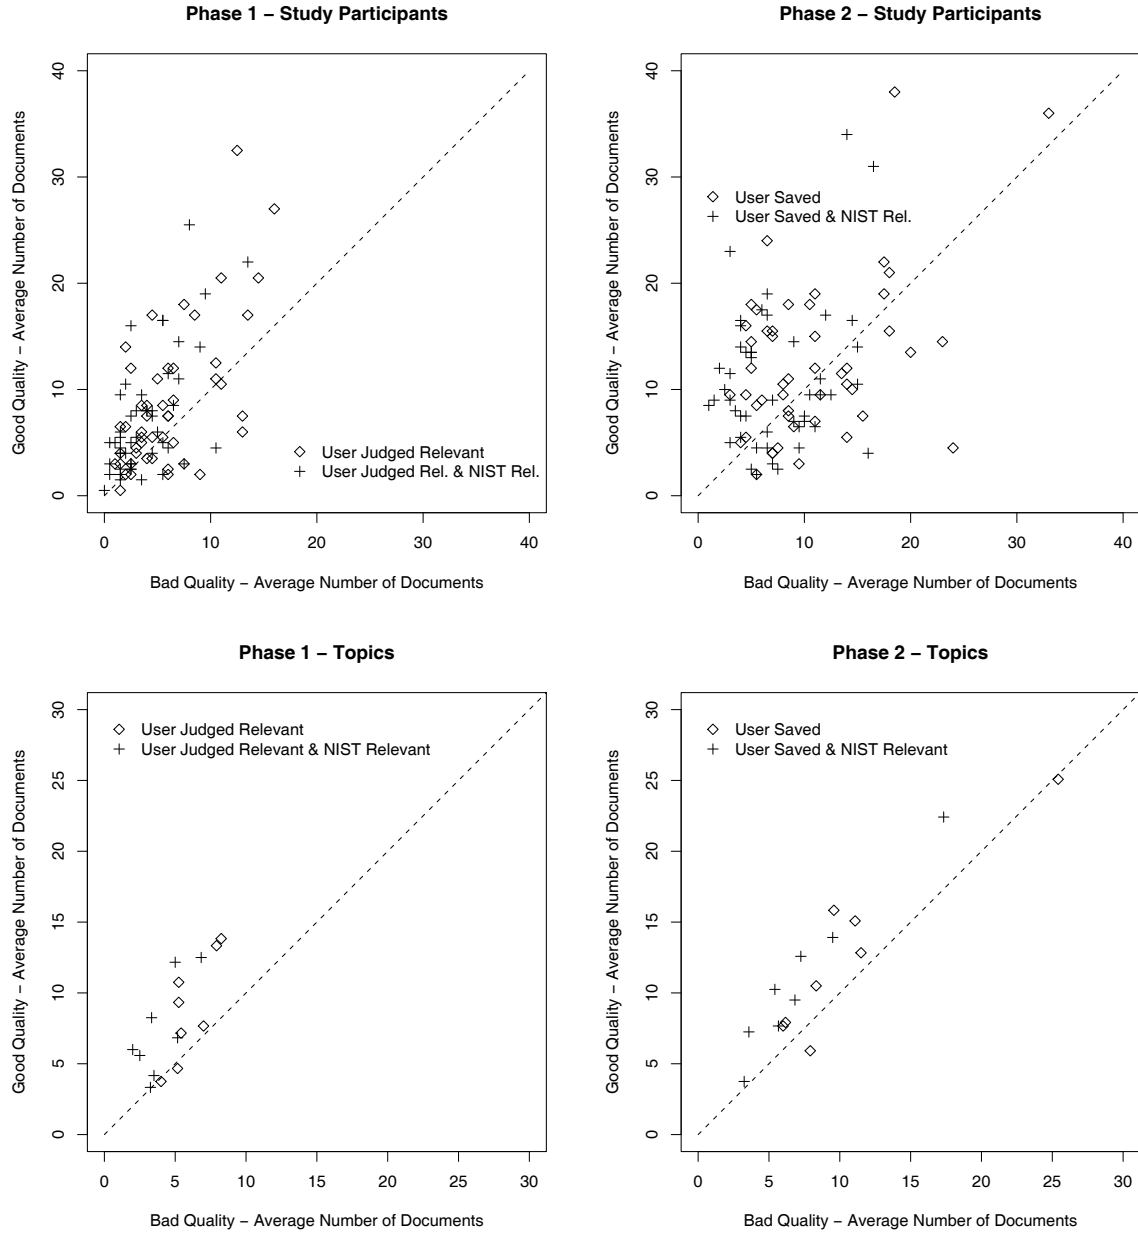 Phase 1 – Study Participants
Good Quality – Average Number of Documents
40
30
20
10
0
User Judged Relevant
User Judged Rel. & NIST Rel.
0 10 20 30 40
Bad Quality – Average Number of Documents
Phase 2 – Study Participants
Good Quality – Average Number of Documents
40
30
20
10
0
User Saved
User Saved & NIST Rel.
0 10 20 30 40
Bad Quality – Average Number of Documents
Phase 1 – Topics
Good Quality – Average Number of Documents
30
25
20
15
10
5
0
User Judged Relevant
User Judged Relevant & NIST Relevant
0 5 10 15 20 25 30
Bad Quality – Average Number of Documents
Phase 2 – Topics
Good Quality – Average Number of Documents
30
25
20
15
10
5
0
User Saved
User Saved & NIST Relevant
0 5 10 15 20 25 30
Bad Quality – Average Number of Documents